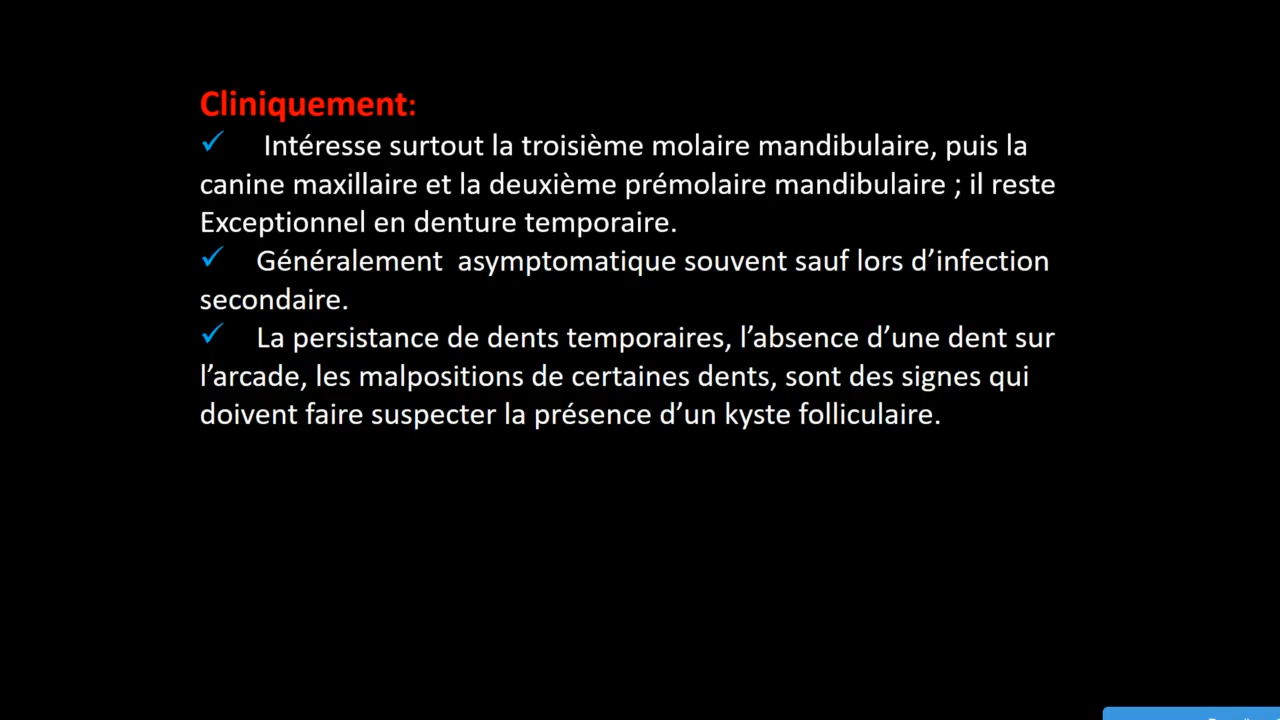 Cliniquement:
✓ Intéresse surtout la troisième molaire mandibulaire, puis la
canine maxillaire et la deuxième prémolaire mandibulaire ; il reste
Exceptionnel en denture temporaire.
✓ Généralement asymptomatique souvent sauf lors d’infection
secondaire.
✓ La persistance de dents temporaires, l’absence d’une dent sur
l’arcade, les malpositions de certaines dents, sont des signes qui
doivent faire suspecter la présence d’un kyste folliculaire.